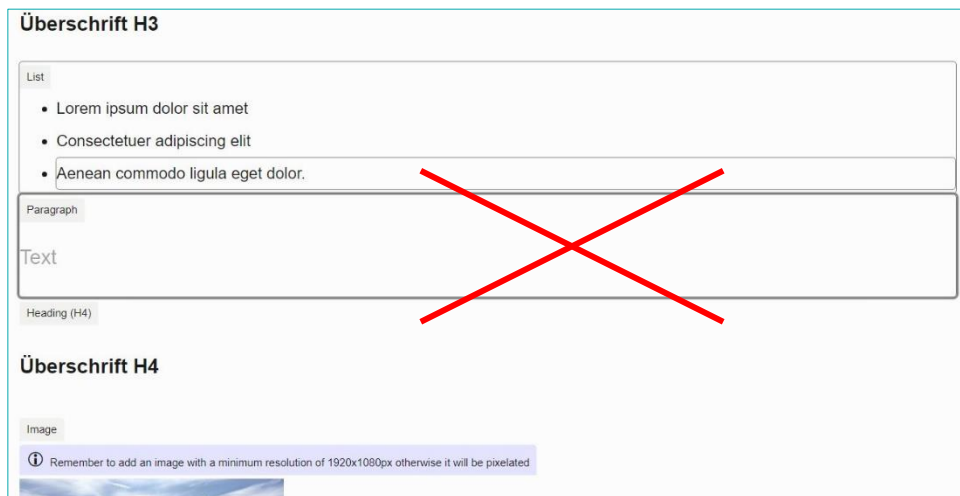 Überschrift H3
List
• Lorem ipsum dolor sit amet
• Consectetuer adipiscing elit
• Aenean commodo ligula eget dolor.
Paragraph
Text
Heading (H4)
Überschrift H4
Image
Remember to add an image with a minimum resolution of 1920x1080px otherwise it will be pixelated